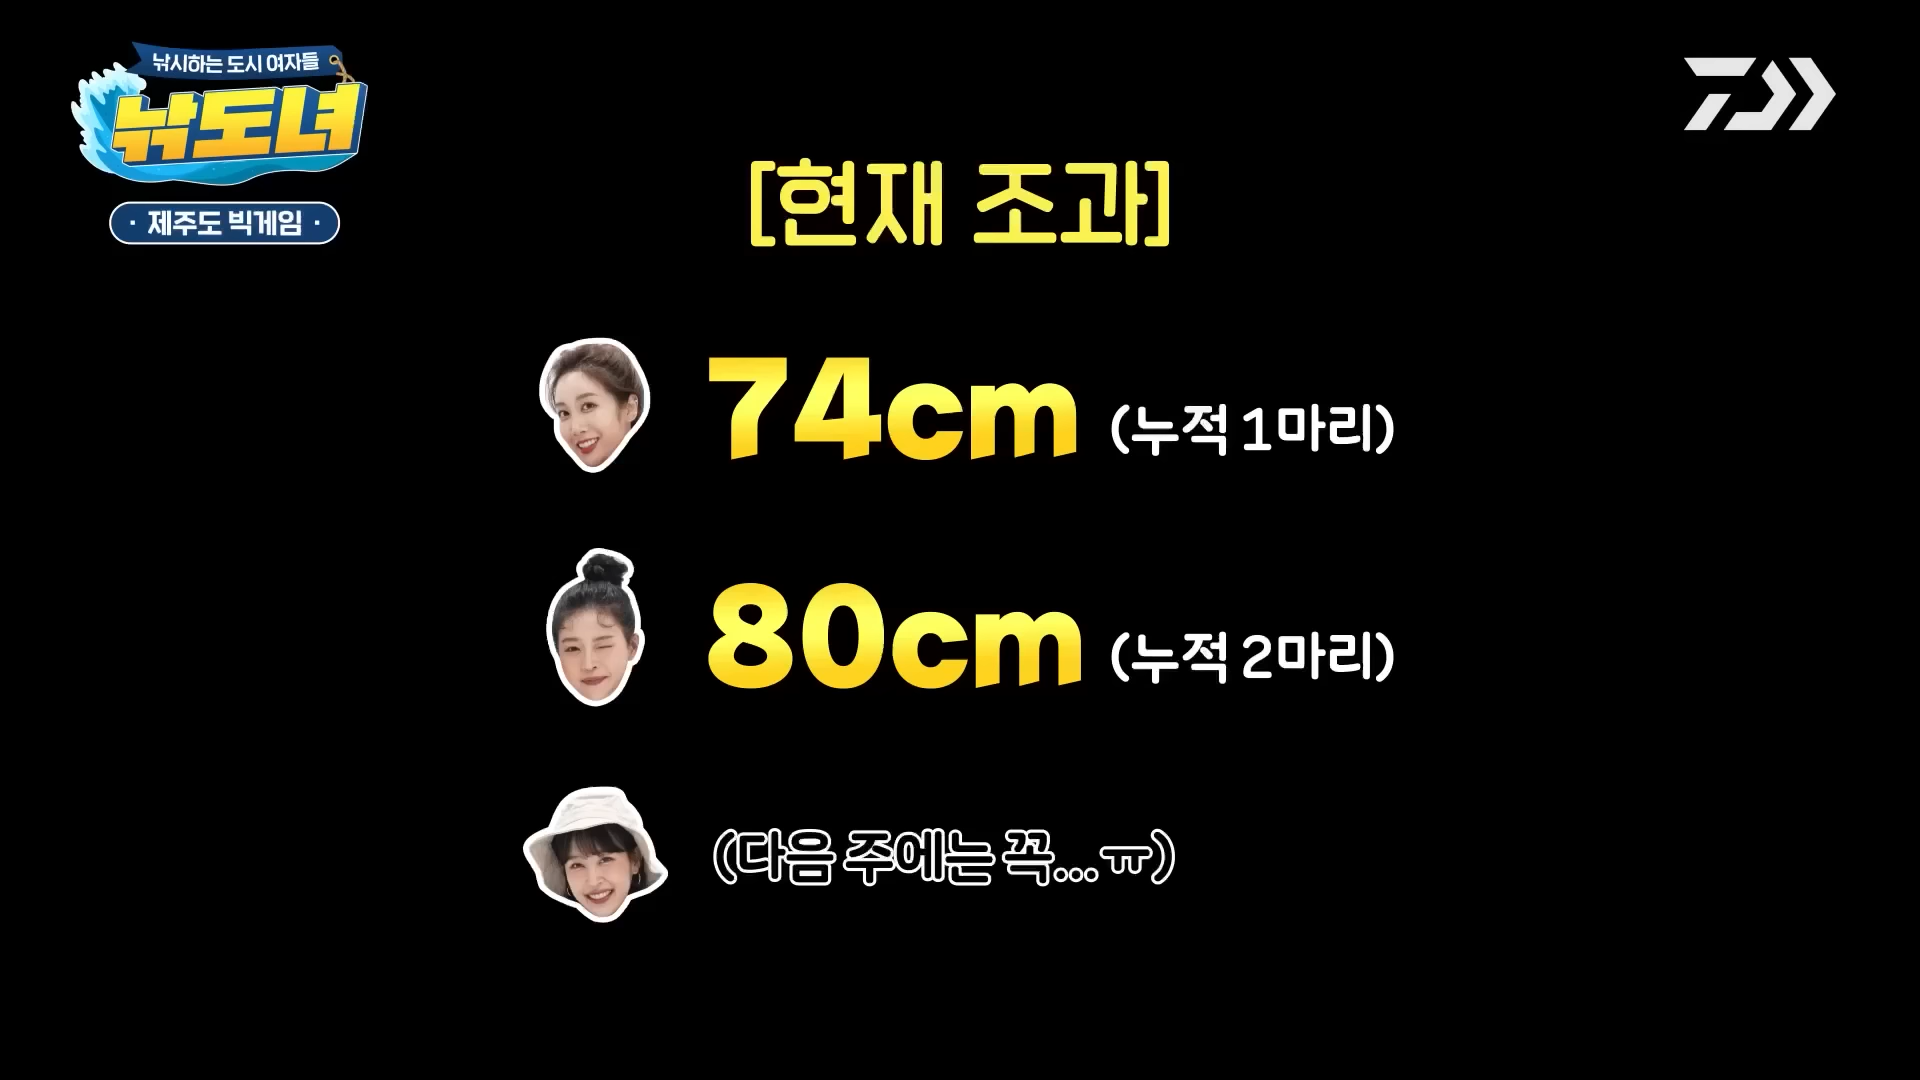 낚시하는 도시 여자들
낚도녀
· 제주도 빅게임 ·
[현재 조과]
74cm (누적 1마리)
80cm (누적 2마리)
(다음 주에는 꼭...ㅠ)